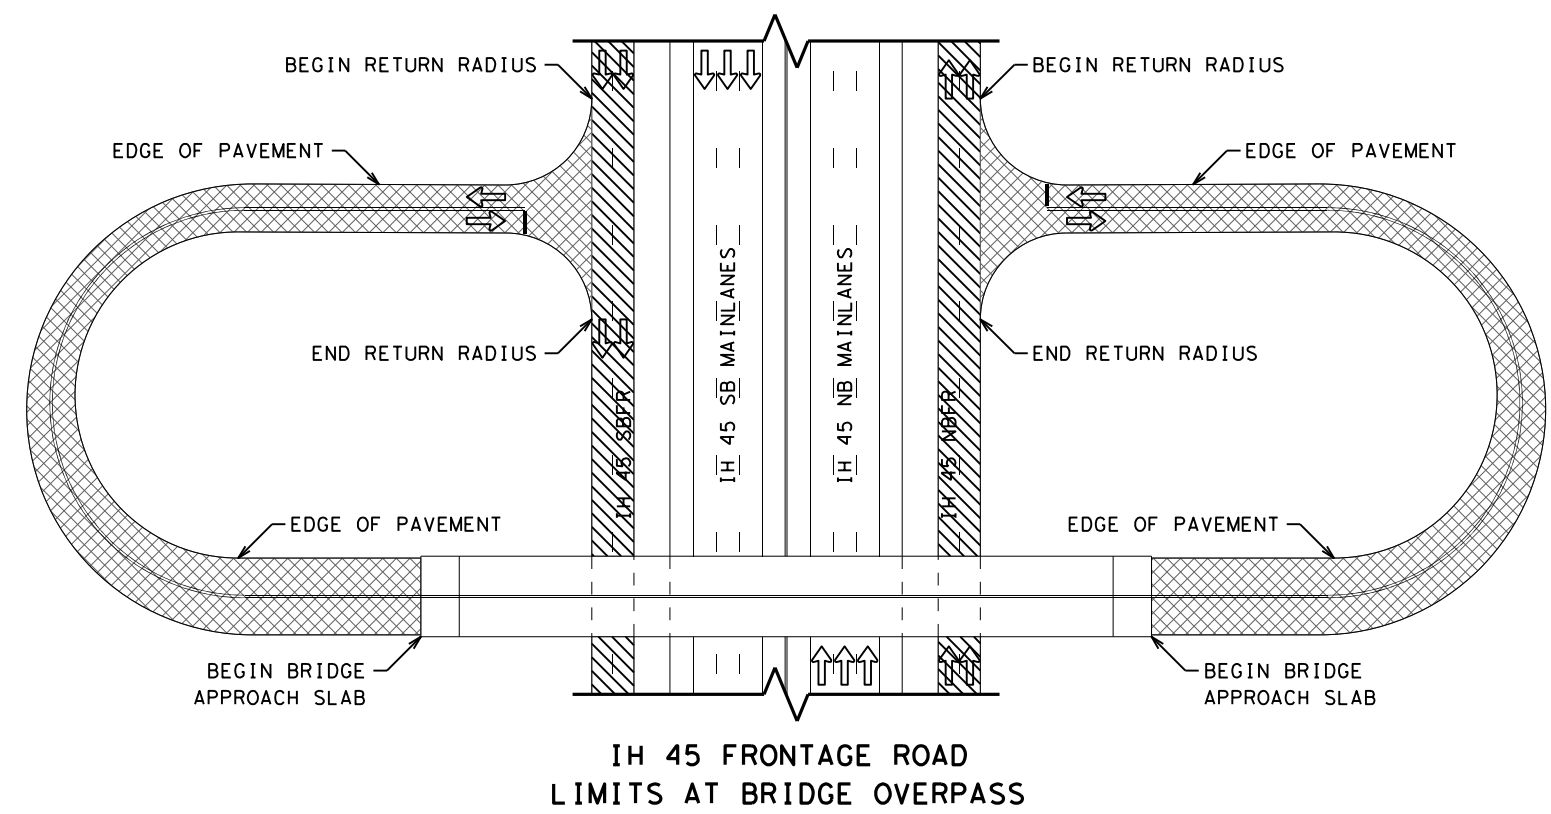 BEGIN RETURN RADIUS
BEGIN RETURN RADIUS
EDGE OF PAVEMENT
EDGE OF PAVEMENT
IH 45 SB MAINLANES
IH 45 NB MAINLANES
END RETURN RADIUS
END RETURN RADIUS
IH 45 SBFR
IH 45 NBFR
EDGE OF PAVEMENT
EDGE OF PAVEMENT
BEGIN BRIDGE
APPROACH SLAB
BEGIN BRIDGE
APPROACH SLAB
IH 45 FRONTAGE ROAD
LIMITS AT BRIDGE OVERPASS